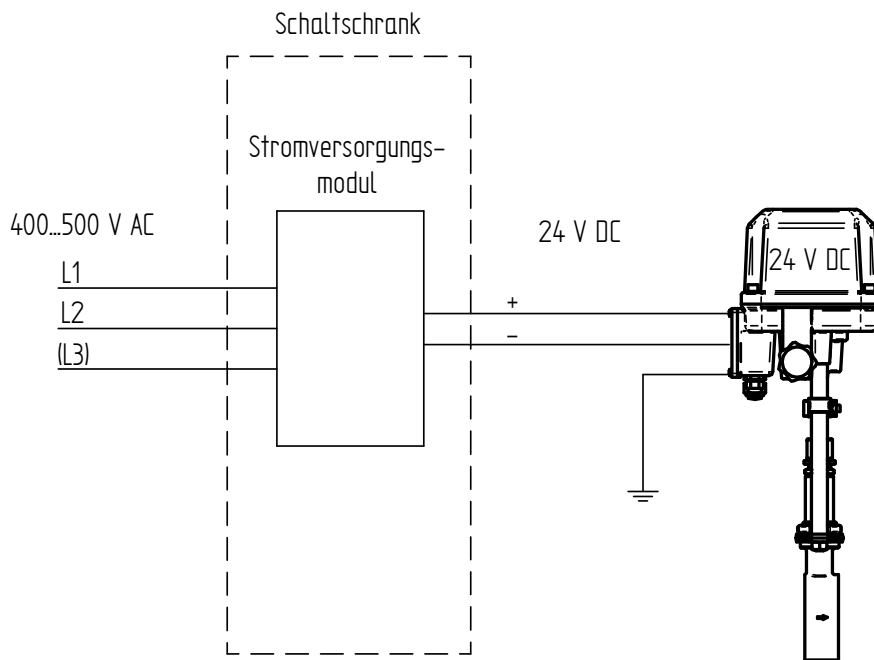 Schaltschrank
Stromversorgungs-
modul
400...500 V AC
24 V DC
24 V DC
L1
L2
(L3)
+
-